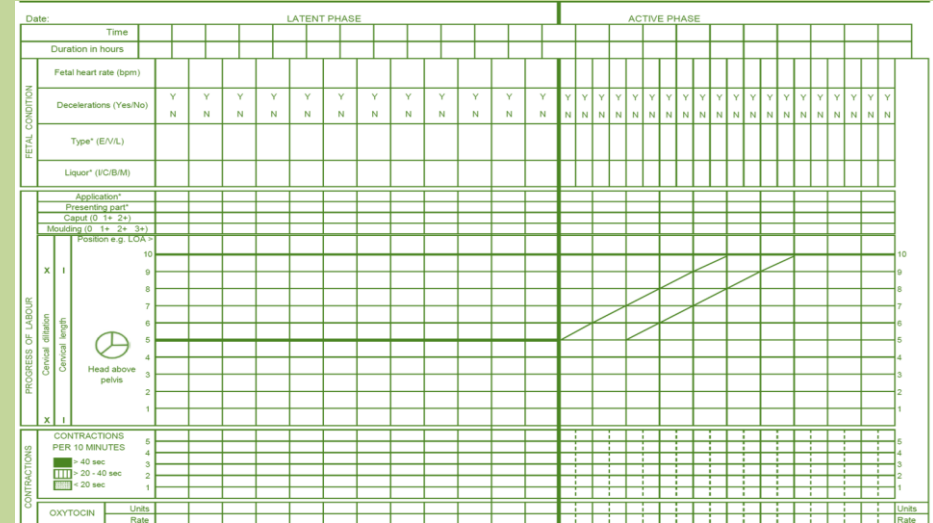 Date: LATENT PHASE ACTIVE PHASE
Time
Duration in hours
FETAL CONDITION
Fetal heart rate (bpm)
Decelerations (Yes/No)
Y Y Y Y Y Y Y Y Y Y Y Y Y Y Y Y Y Y Y Y Y Y Y Y Y Y Y Y Y Y Y Y
N N N N N N N N N N N N N N N N N N N N N N N N N N N N N N N N
Type* (E/V/L)
Liquor* (I/C/B/M)
PROGRESS OF LABOUR
Application*
Presenting part*
Caput (0 1+ 2+)
Moulding (0 1+ 2+ 3+)
Position e.g. LOA >
Cervical dilitation
Cervical length
10 10
X I 9 9
8 8
7 7
6 6
5 5
4 4
Head above
pelvis
3 3
2 2
1 1
X I
CONTRACTIONS
CONTRACTIONS
PER 10 MINUTES
> 40 sec
> 20 - 40 sec
< 20 sec
5 5
4 4
3 3
2 2
1 1
OXYTOCIN
Units Units
Rate Rate